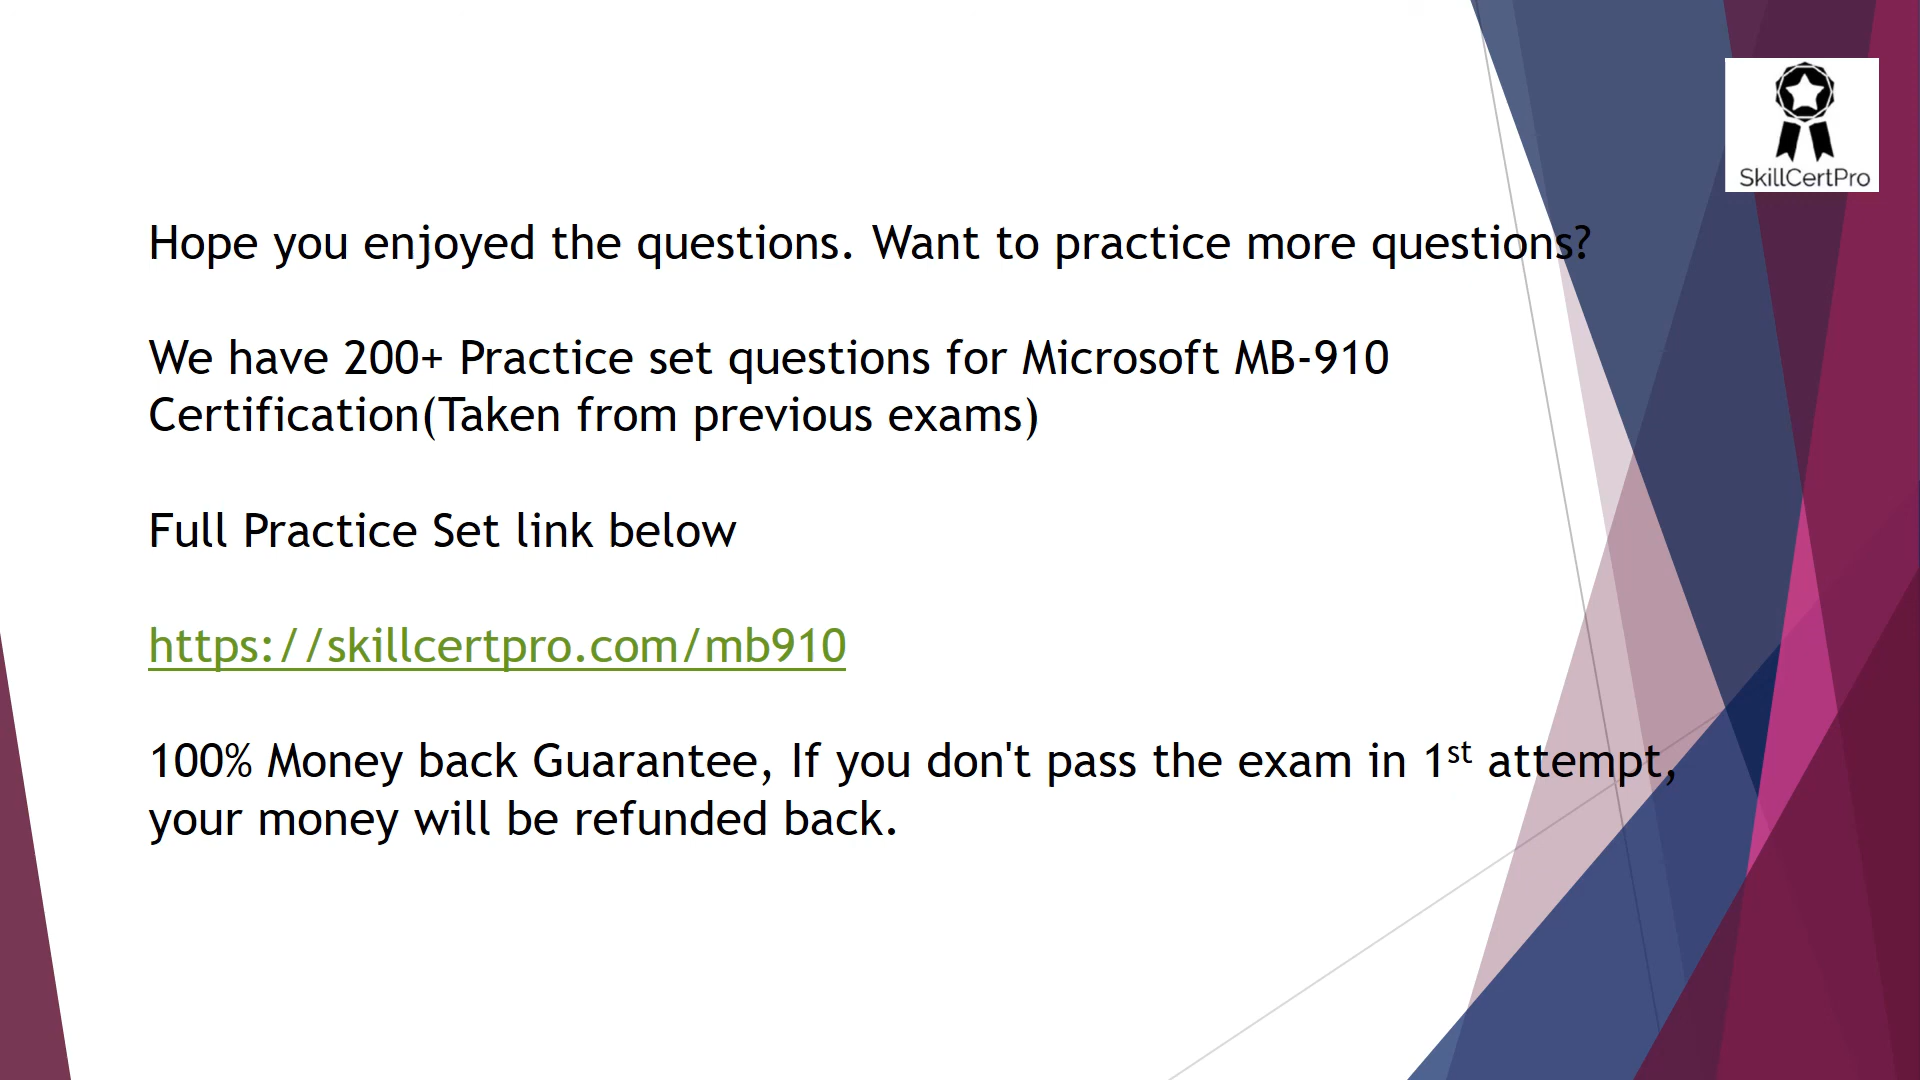 SkillCertPro
Hope you enjoyed the questions. Want to practice more questions?
We have 200+ Practice set questions for Microsoft MB-910
Certification(Taken from previous exams)
Full Practice Set link below
https://skillcertpro.com/mb910
100% Money back Guarantee, If you don't pass the exam in 1st attempt,
your money will be refunded back.